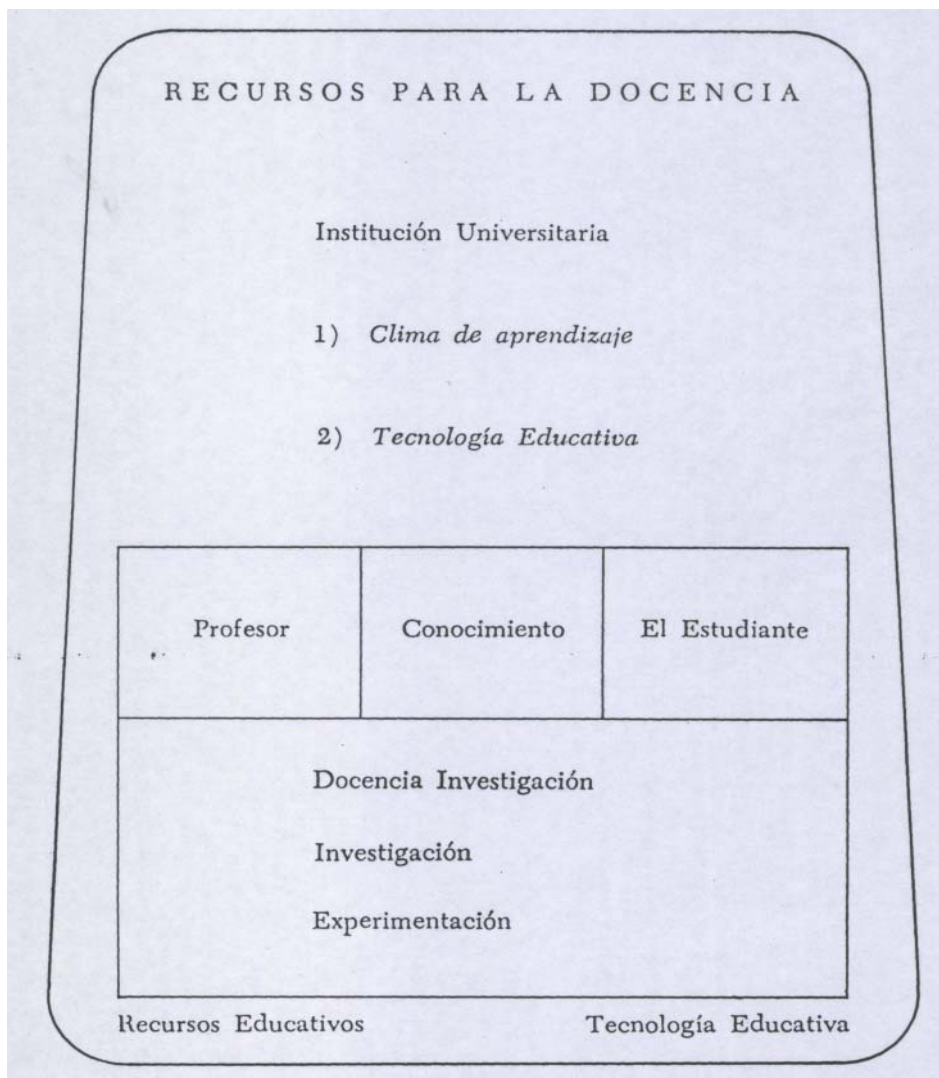 RECURSOS PARA LA DOCENCIA
Institución Universitaria
1) Clima de aprendizaje
2) Tecnología Educativa
Profesor Conocimiento El Estudiante
Docencia Investigación
Investigación
Experimentación
Recursos Educativos Tecnología Educativa